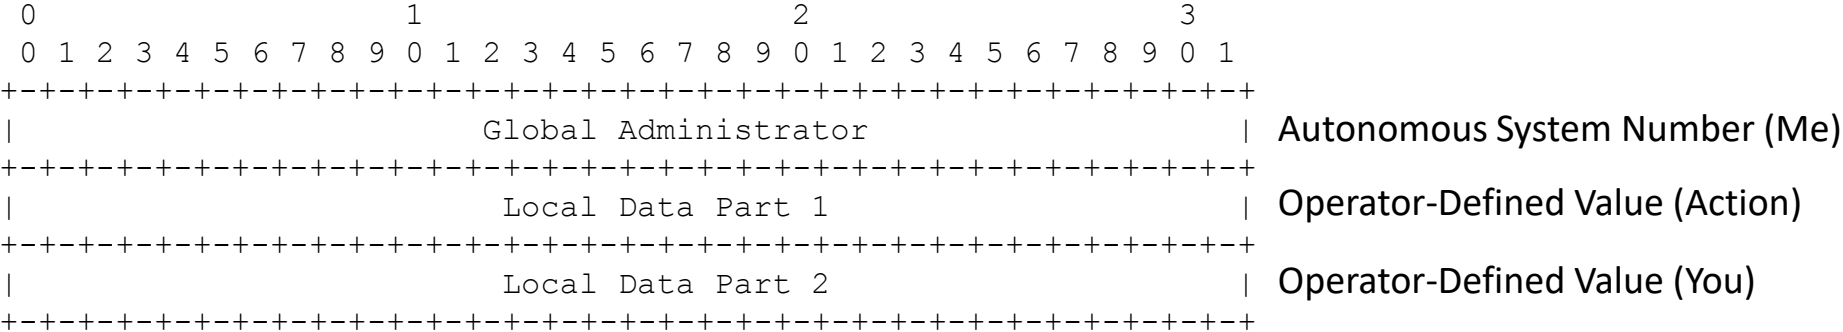 0                   1                   2                   3
 0 1 2 3 4 5 6 7 8 9 0 1 2 3 4 5 6 7 8 9 0 1 2 3 4 5 6 7 8 9 0 1
+-+-+-+-+-+-+-+-+-+-+-+-+-+-+-+-+-+-+-+-+-+-+-+-+-+-+-+-+-+-+-+-+
|                        Global Administrator                   | Autonomous System Number (Me)
+-+-+-+-+-+-+-+-+-+-+-+-+-+-+-+-+-+-+-+-+-+-+-+-+-+-+-+-+-+-+-+-+
|                         Local Data Part 1                     | Operator-Defined Value (Action)
+-+-+-+-+-+-+-+-+-+-+-+-+-+-+-+-+-+-+-+-+-+-+-+-+-+-+-+-+-+-+-+-+
|                         Local Data Part 2                     | Operator-Defined Value (You)
+-+-+-+-+-+-+-+-+-+-+-+-+-+-+-+-+-+-+-+-+-+-+-+-+-+-+-+-+-+-+-+-+